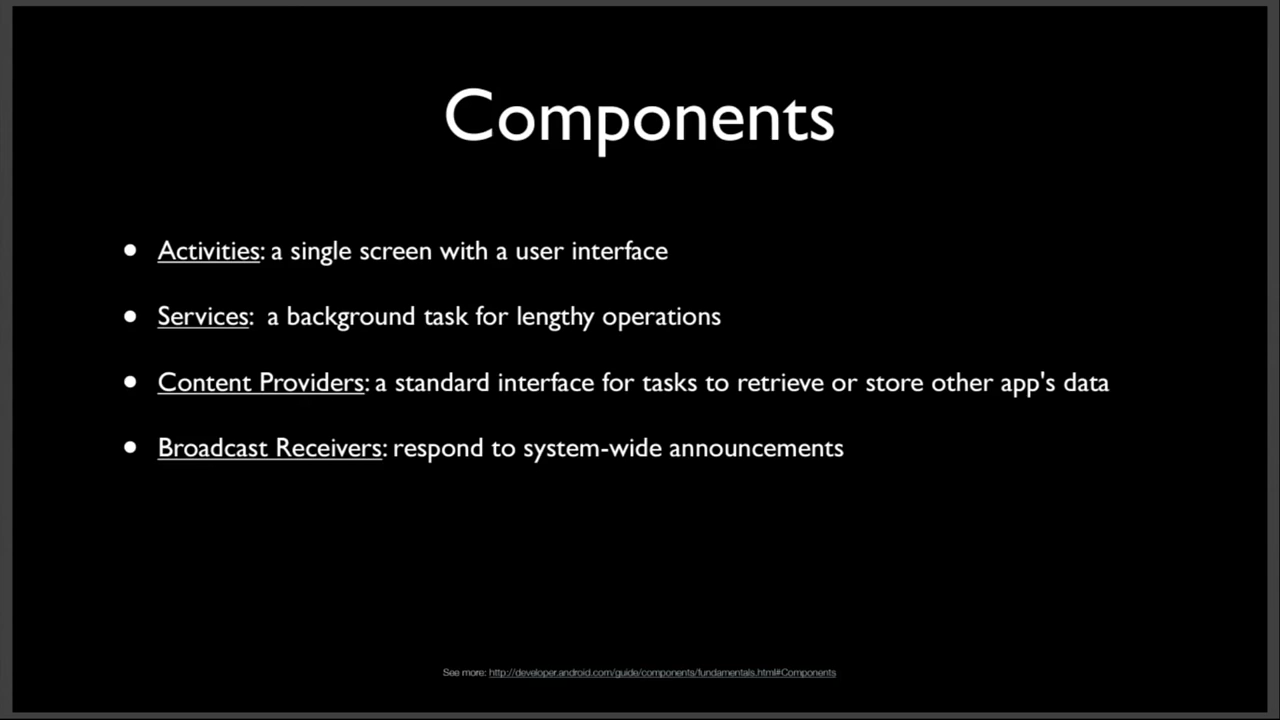 Components
• Activities: a single screen with a user interface
• Services:  a background task for lengthy operations
• Content Providers: a standard interface for tasks to retrieve or store other app's data
• Broadcast Receivers: respond to system-wide announcements
See more: http://developer.android.com/guide/components/fundamentals.html#Components